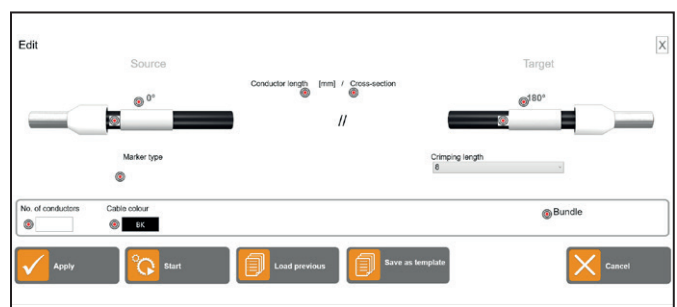 Edit
X
Source
Target
Conductor length [mm] / Cross-section
0°
180°
//
Marker type
Crimping length
8
No. of conductors
Cable colour
BK
Bundle
Apply
Start
Load previous
Save as template
Cancel